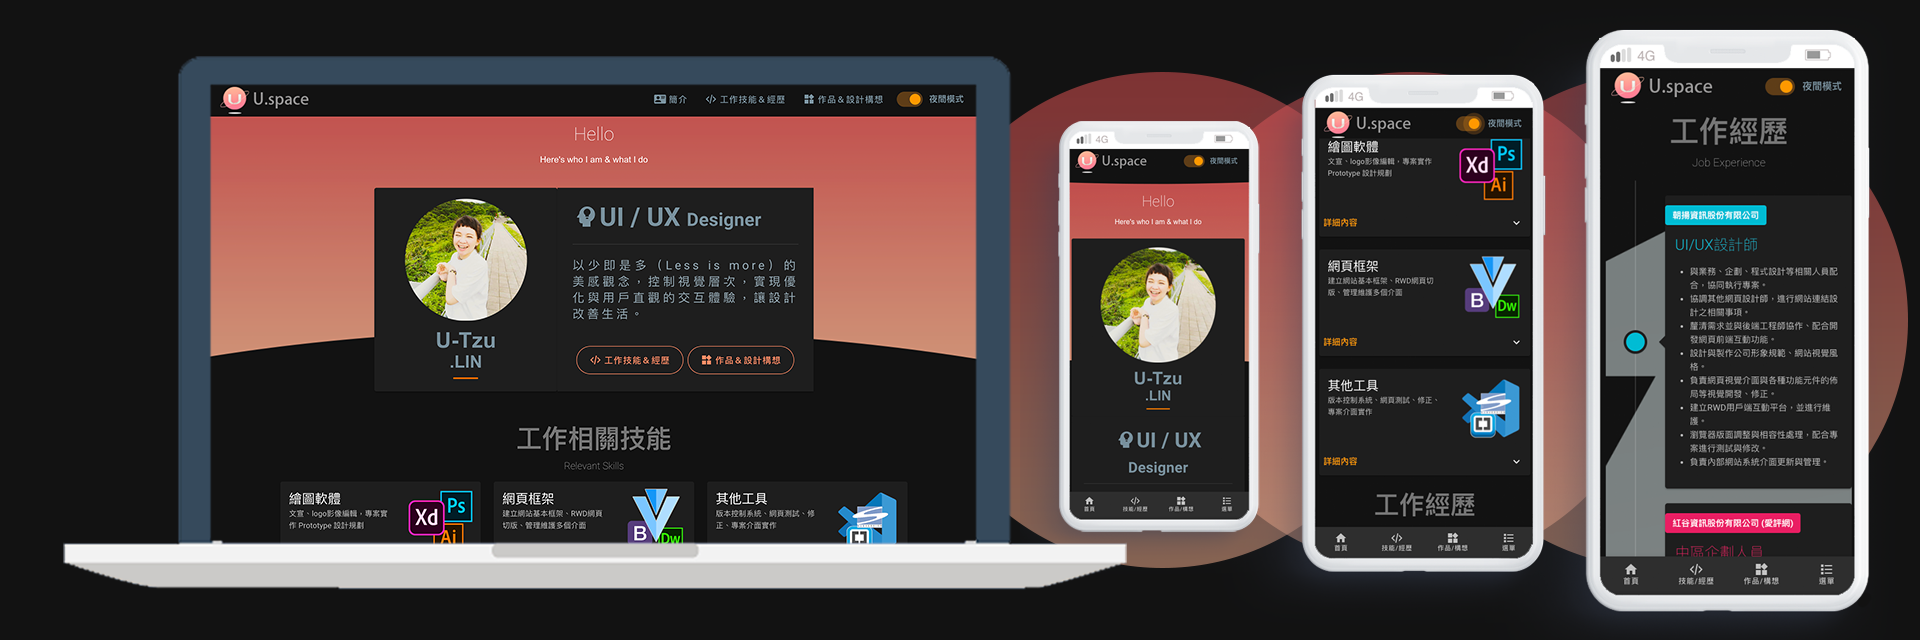 U.space
簡介
工作技能&經歷
作品&設計構想
夜間模式
Hello
Here's who I am & what I do
U-Tzu
.LIN
UI / UX Designer
以少即是多（Less is more）的
美感觀念，控制視覺層次，實現優
化與用戶直觀的交互體驗，讓設計
改善生活。
工作技能&經歷
作品&設計構想
工作相關技能
Relevant Skills
繪圖軟體
文宣、logo影像編輯，專案實
作 Prototype 設計規劃
Xd
Ps
Ai
網頁框架
建立網站基本框架、RWD網頁
切版、管理維護多個介面
B
Dw
其他工具
版本控制系統、網頁測試、修
正、專案介面實作
4G
U.space
夜間模式
Hello
Here's who I am & what I do
U-Tzu
.LIN
UI / UX
Designer
首頁
技能/經歷
作品/構想
選單
4G
U.space
夜間模式
繪圖軟體
文宣、logo影像編輯，專案實作
Prototype 設計規劃
Xd
Ps
Ai
詳細內容
網頁框架
建立網站基本框架、RWD網頁切
版、管理維護多個介面
B
Dw
詳細內容
其他工具
版本控制系統、網頁測試、修正、
專案介面實作
詳細內容
工作經歷
首頁
技能/經歷
作品/構想
選單
4G
U.space
夜間模式
工作經歷
Job Experience
朝揚資訊股份有限公司
UI/UX設計師
與業務、企劃、程式設計等相關人員配
合，協同執行專案。
協調其他網頁設計師，進行網站連結設
計之相關事項。
釐清需求並與後端工程師協作、配合開
發網頁前端互動功能。
設計與製作公司形象規範、網站視覺風
格。
負責網頁視覺介面與各種功能元件的佈
局等視覺開發、修正。
建立RWD用戶端互動平台，並進行維
護。
瀏覽器版面調整與相容性處理，配合專
案進行測試與修改。
負責內部網站系統介面更新與管理。
紅谷資訊股份有限公司 (愛評網)
中區企劃人員
首頁
技能/經歷
作品/構想
選單